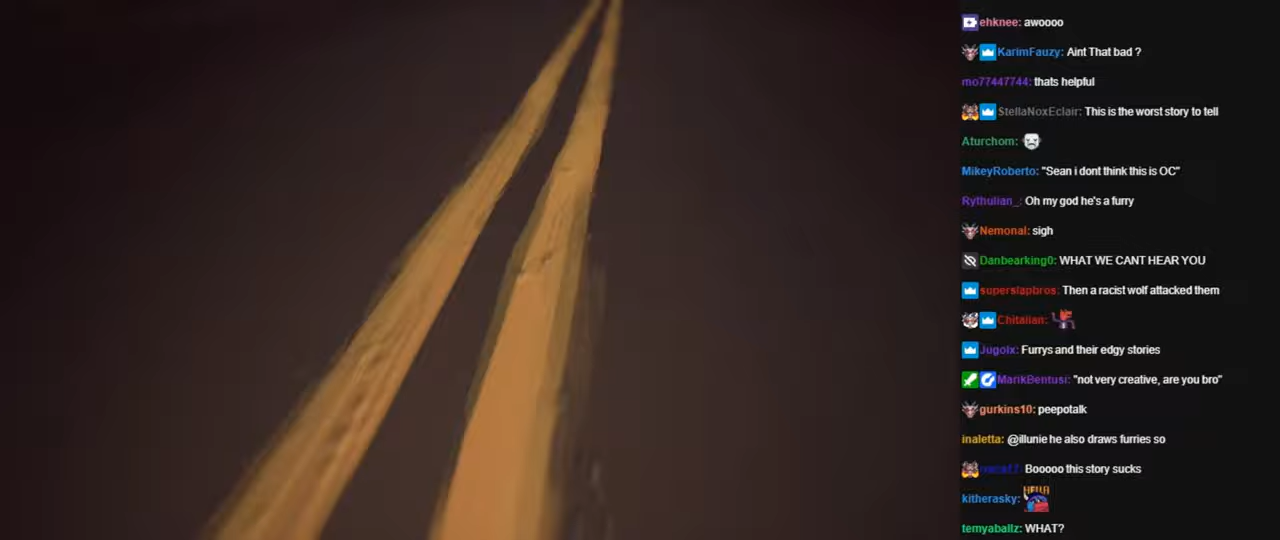 ehknee: awoooo
KarimFauzy: Aint That bad ?
mo77447744: thats helpful
StellaNoxEclair: This is the worst story to tell
Aturchom:
MikeyRoberto: "Sean i dont think this is OC"
Rythulian_: Oh my god he's a furry
Nemonal: sigh
Danbearking0: WHAT WE CANT HEAR YOU
superslapbros: Then a racist wolf attacked them
Chitalian:
Jugolx: Furrys and their edgy stories
MarikBentusi: "not very creative, are you bro"
gurkins10: peepotalk
inaletta: @illunie he also draws furries so
Booooo this story sucks
kitherasky: HELLO
temyaballz: WHAT?